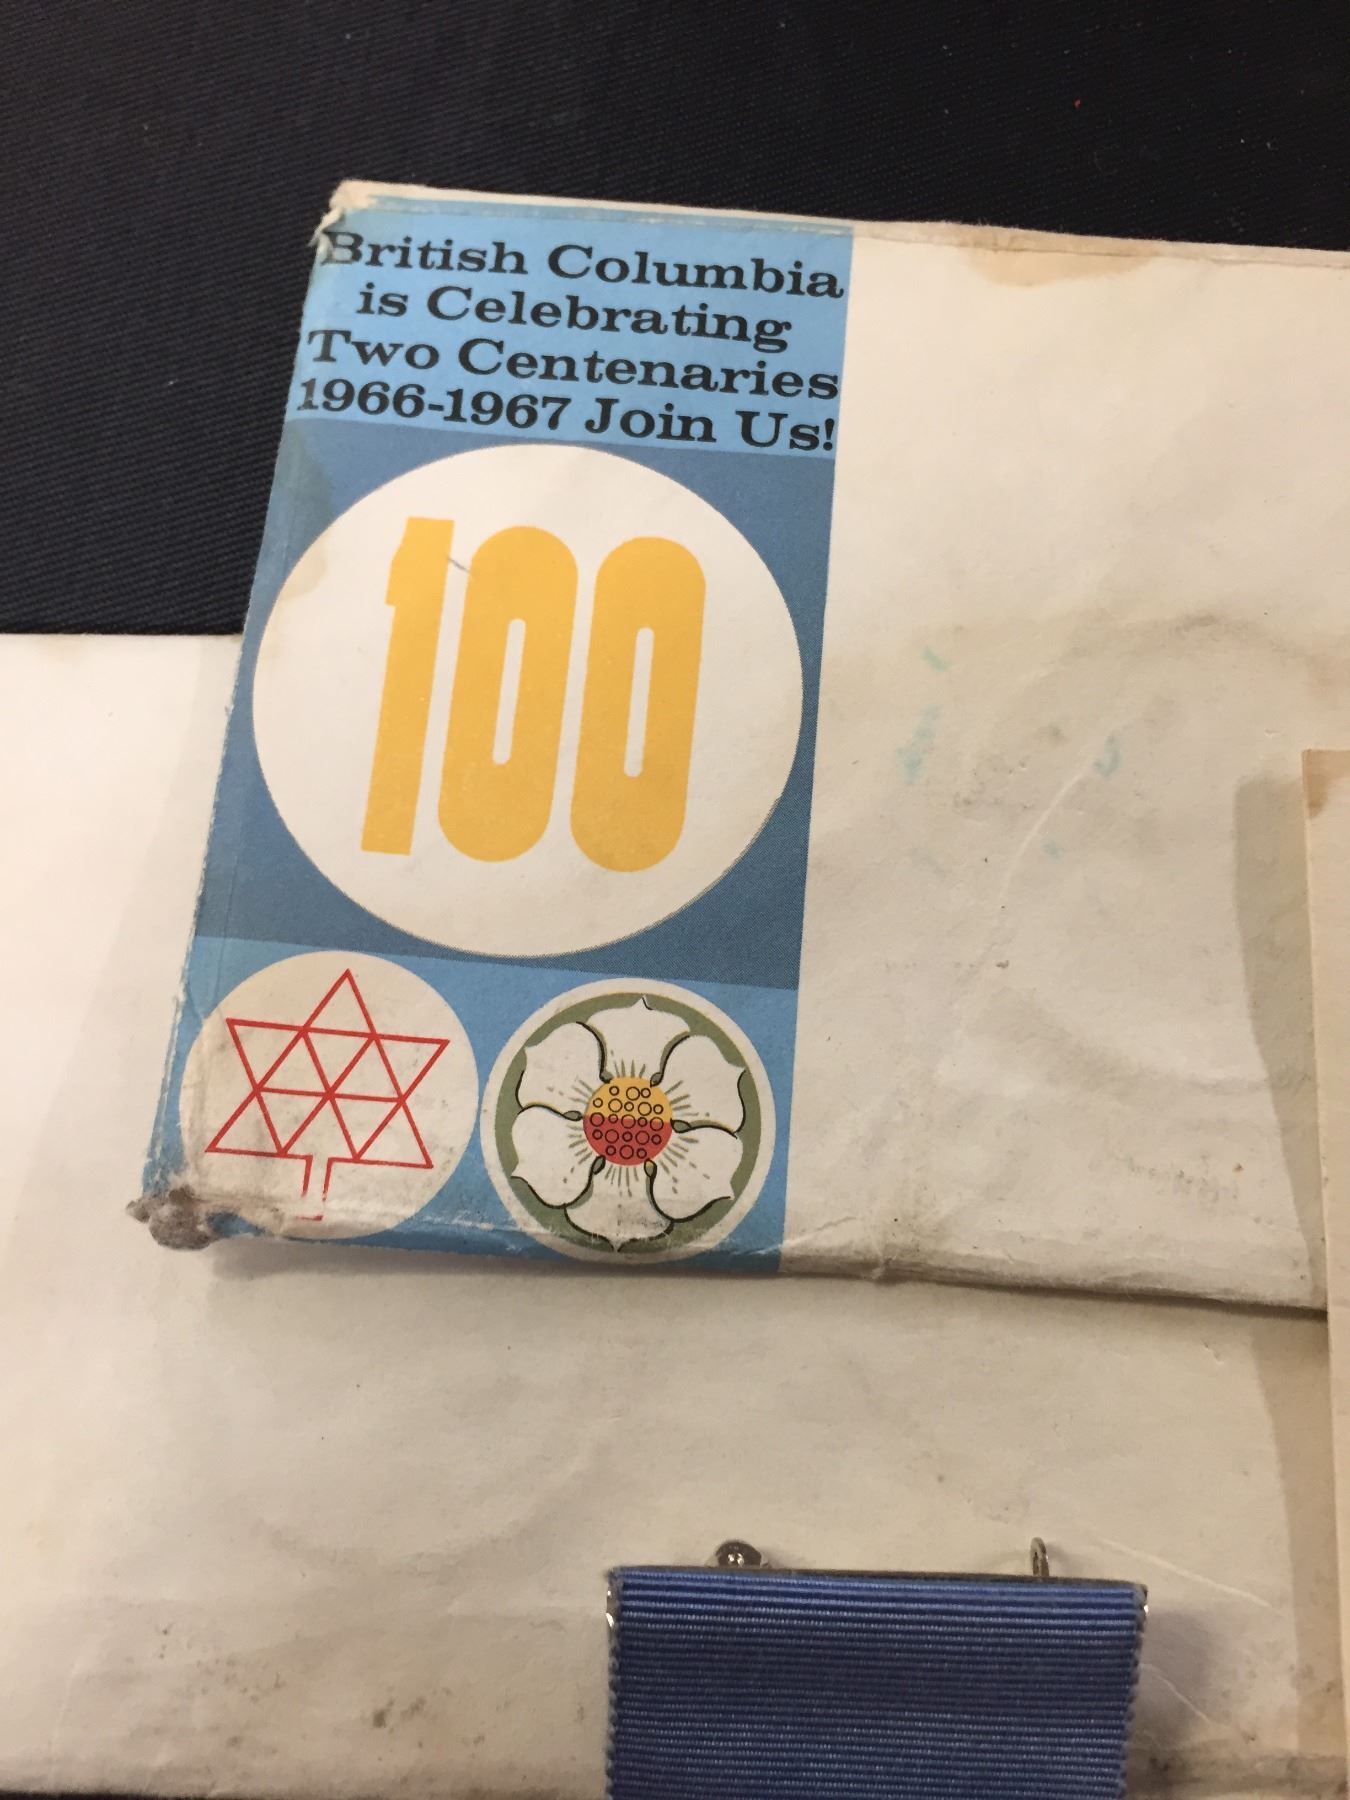 British Columbia
is Celebrating
Two Centenaries
1966-1967 Join Us!
100